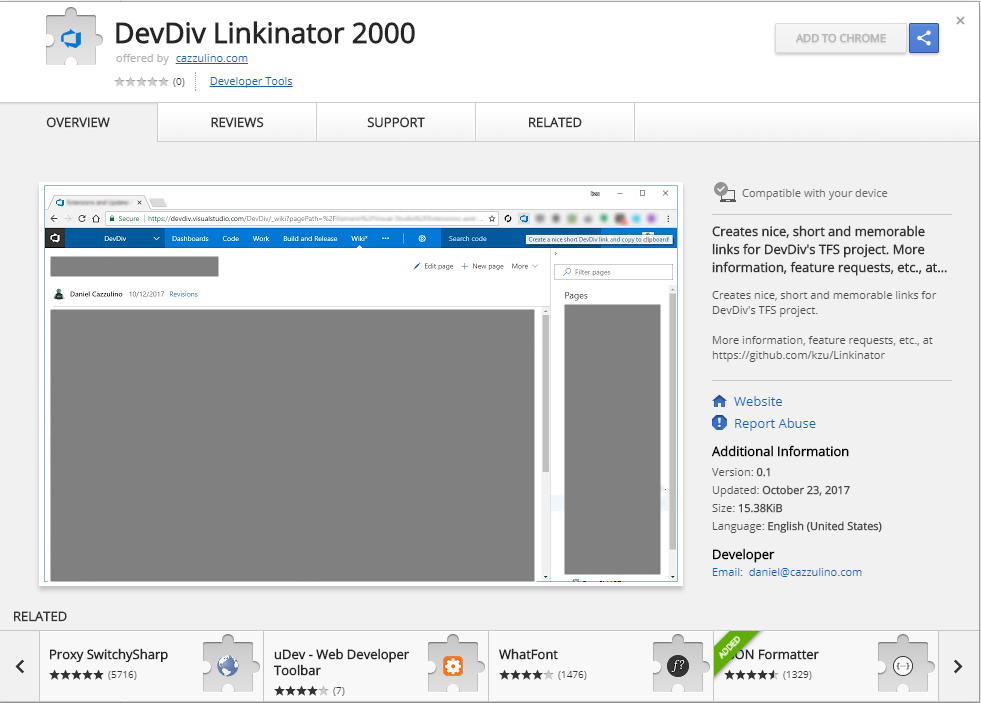 DevDiv Linkinator 2000
offered by cazzulino.com
(0) Developer Tools
ADD TO CHROME
OVERVIEW
REVIEWS
SUPPORT
RELATED
Secure https://devdiv.visualstudio.com/DevDiv/_wiki?pagePath=%2F
DevDiv
Dashboards Code Work Build and Release Wiki* ···
Search code
Create a nice short DevDiv link and copy to clipboard!
Edit page
New page
More
Filter pages
Daniel Cazzulino 10/12/2017 Revisions
Pages
Compatible with your device
Creates nice, short and memorable
links for DevDiv's TFS project. More
information, feature requests, etc., at...
Creates nice, short and memorable links for
DevDiv's TFS project.
More information, feature requests, etc., at
https://github.com/kzu/Linkinator
Website
Report Abuse
Additional Information
Version: 0.1
Updated: October 23, 2017
Size: 15.38KiB
Language: English (United States)
Developer
Email: daniel@cazzulino.com
RELATED
Proxy SwitchySharp
(5716)
uDev - Web Developer
Toolbar
(7)
WhatFont
(1476)
f?
ADDED
ON Formatter
(1329)
{--}